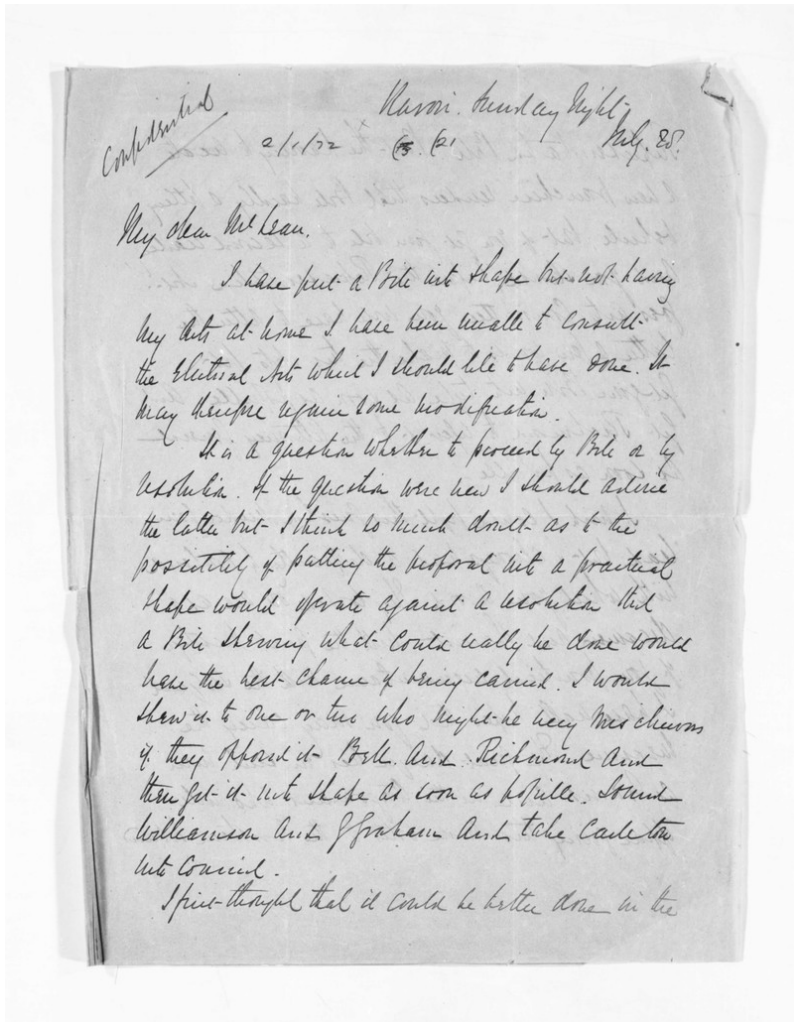 Confidential
Karori. Sunday Night
July. 28.
2/1/72
My dear McLean.
I have put a Bill into shape but not having
my Acts at home I have been unable to consult
the Electoral Acts which I should like to have done. It
may therefore require some modification.
It is a question whether to proceed by Bill or by
resolution. If the question were new I should advise
the latter but I think so much doubt as to the
possibility of putting the proposal into a practical
shape would operate against a resolution that
a Bill shewing what could really be done would
have the best chance of being carried. I would
shew it to one or two who might be very mischievous
if they opposed it Bell. And. Richmond And
then get it into shape as soon as possible. Sound
Williamson And G Graham And take Carleton
into Council.
I first thought that it could be better done in the